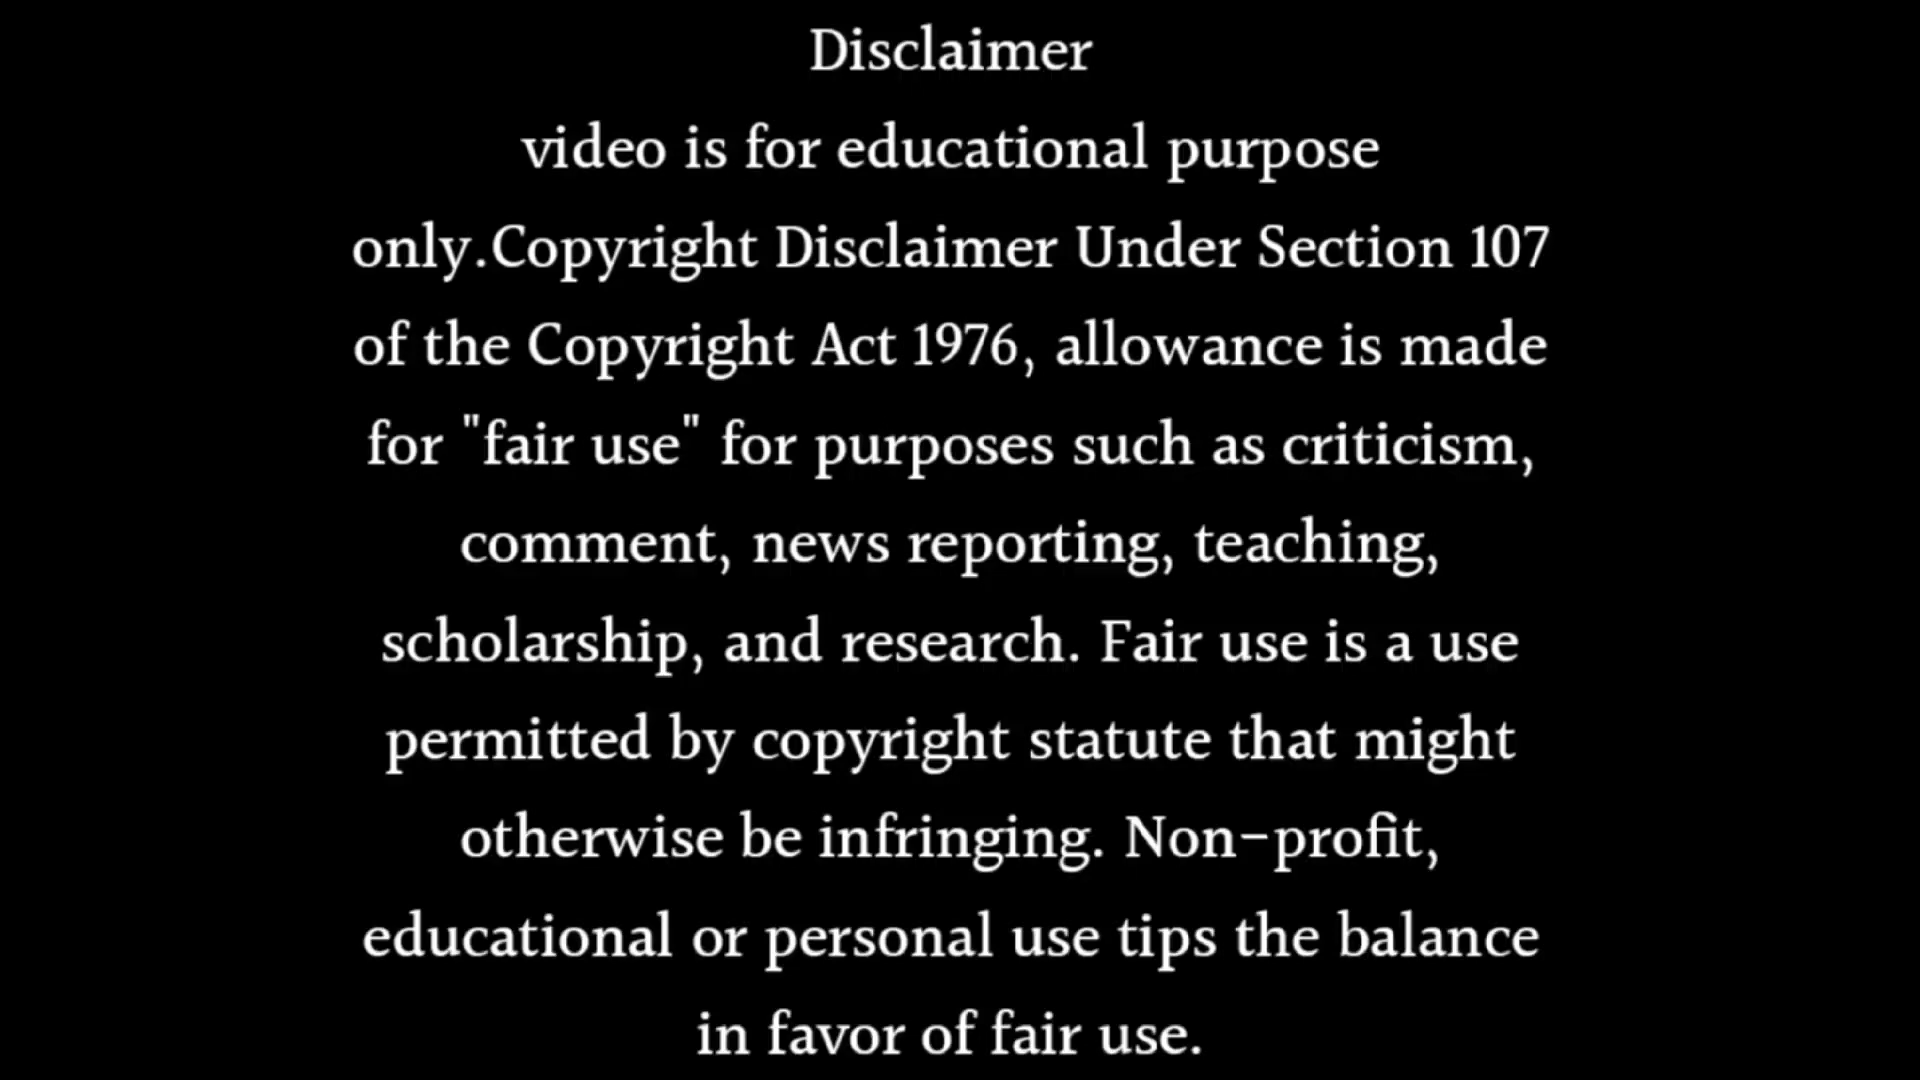 Disclaimer
video is for educational purpose
only.Copyright Disclaimer Under Section 107
of the Copyright Act 1976, allowance is made
for "fair use" for purposes such as criticism,
comment, news reporting, teaching,
scholarship, and research. Fair use is a use
permitted by copyright statute that might
otherwise be infringing. Non-profit,
educational or personal use tips the balance
in favor of fair use.